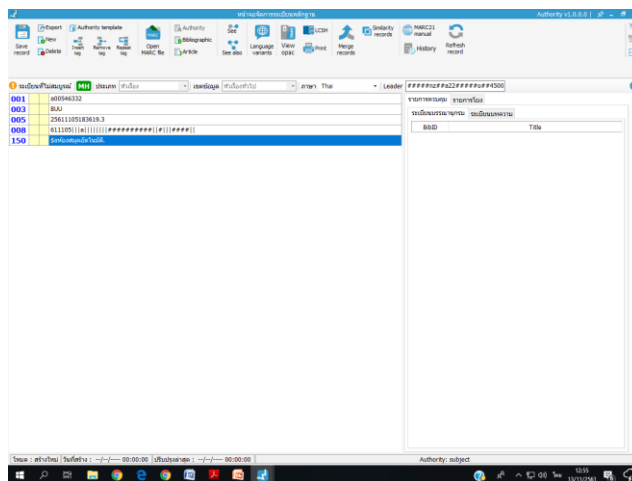 หน้าจอจัดการระเบียนหลักฐาน
Authority v1.0.0.0
Export
Authority template
Authority
See
LCSH
Similarity records
MARC21 manual
New
Bibliographic
Save record
Delete
Insert tag
Remove tag
Repeat tag
Open MARC file
Article
See also
Language variants
View opac
Print
Merge records
History
Refresh record
ระเบียนที่ไม่สมบูรณ์ MH ประเภท หัวเรื่อง เขตข้อมูล หัวเรื่องทั่วไป ภาษา Thai Leader #####nz##a22#####o##4500
001 a00546332
003 BUU
005 25611105183619.3
008 611105|||a||||||||##########||#|||####||
150 $aห้องสมุดอัตโนมัติ.
รายการควบคุม รายการโยง
ระเบียนบรรณานุกรม ระเบียนบทความ
BibID Title
โหมด : สร้างใหม่ วันที่สร้าง : --/--/---- 00:00:00 ปรับปรุงล่าสุด : --/--/---- 00:00:00 Authority: subject
ไทย
12:55
13/11/2561